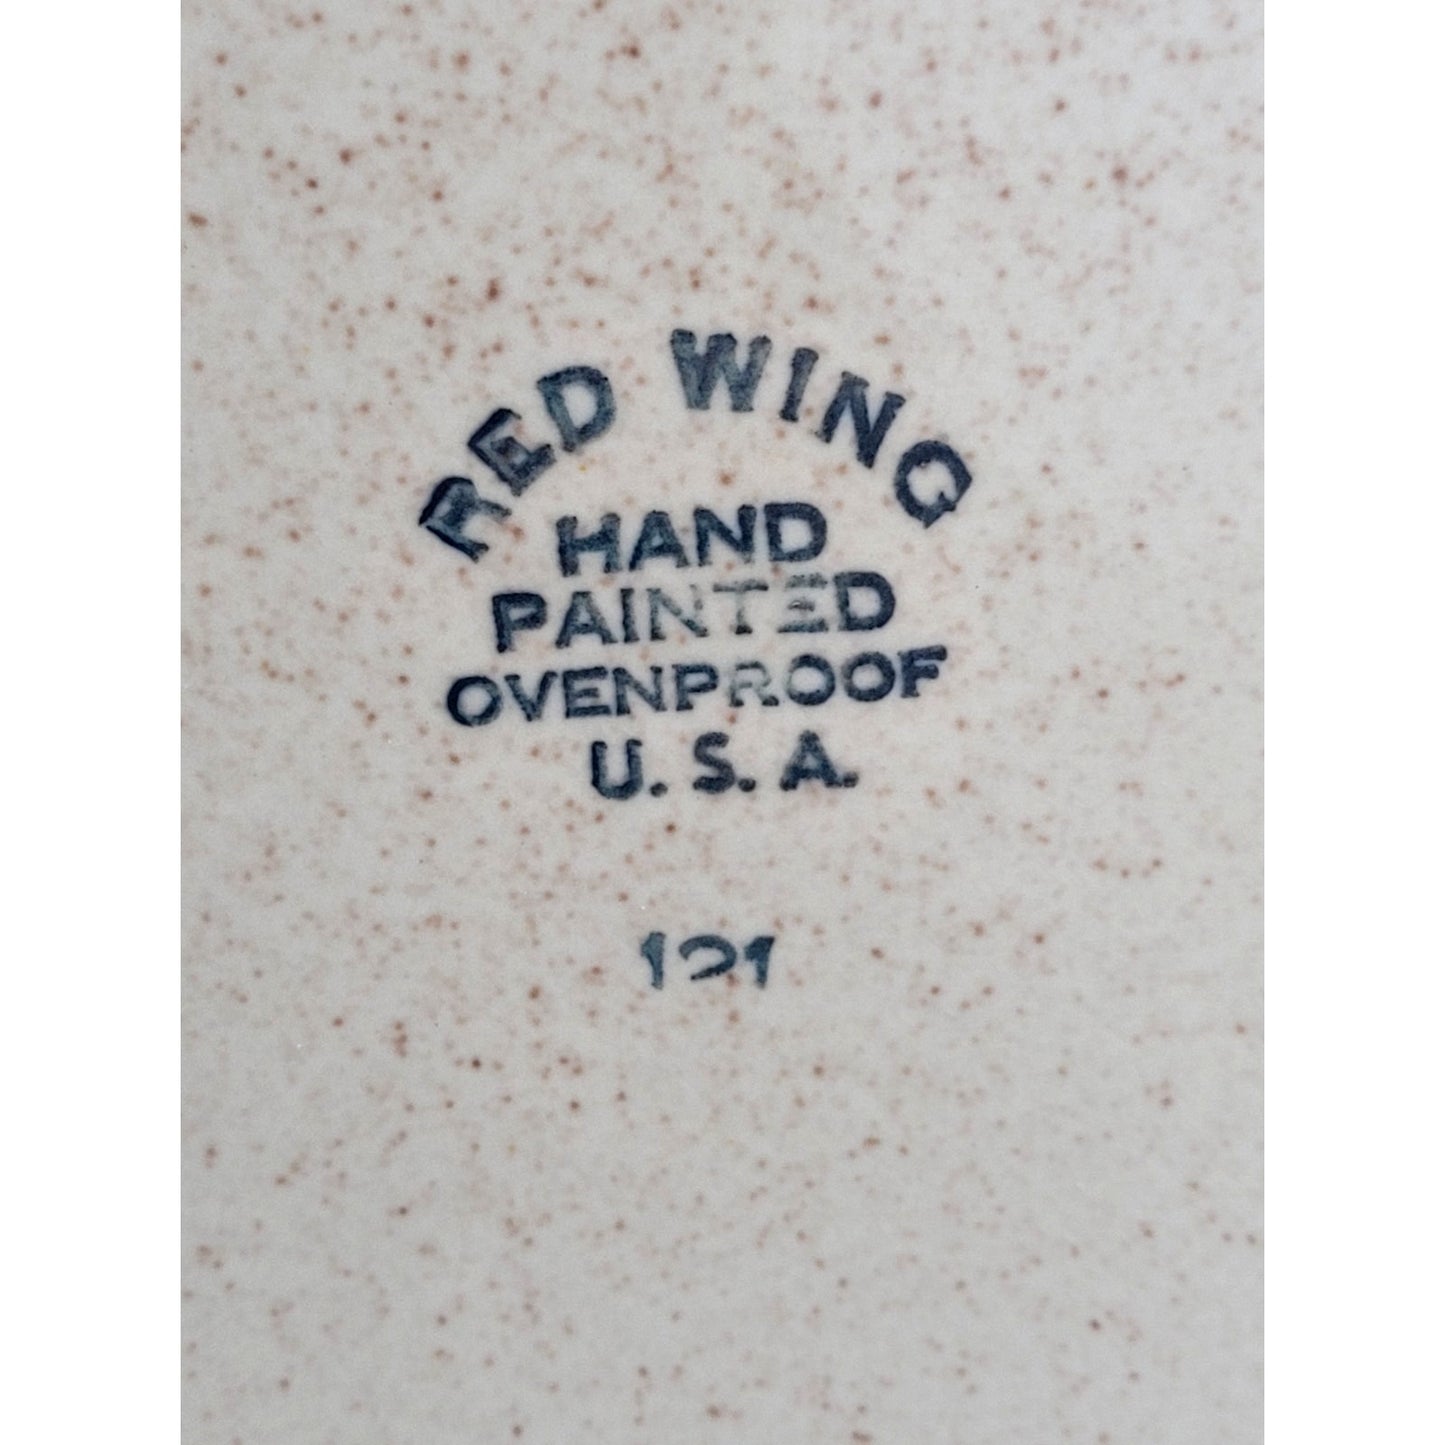 RED WING
HAND
PAINTED
OVENPROOF
U.S.A.